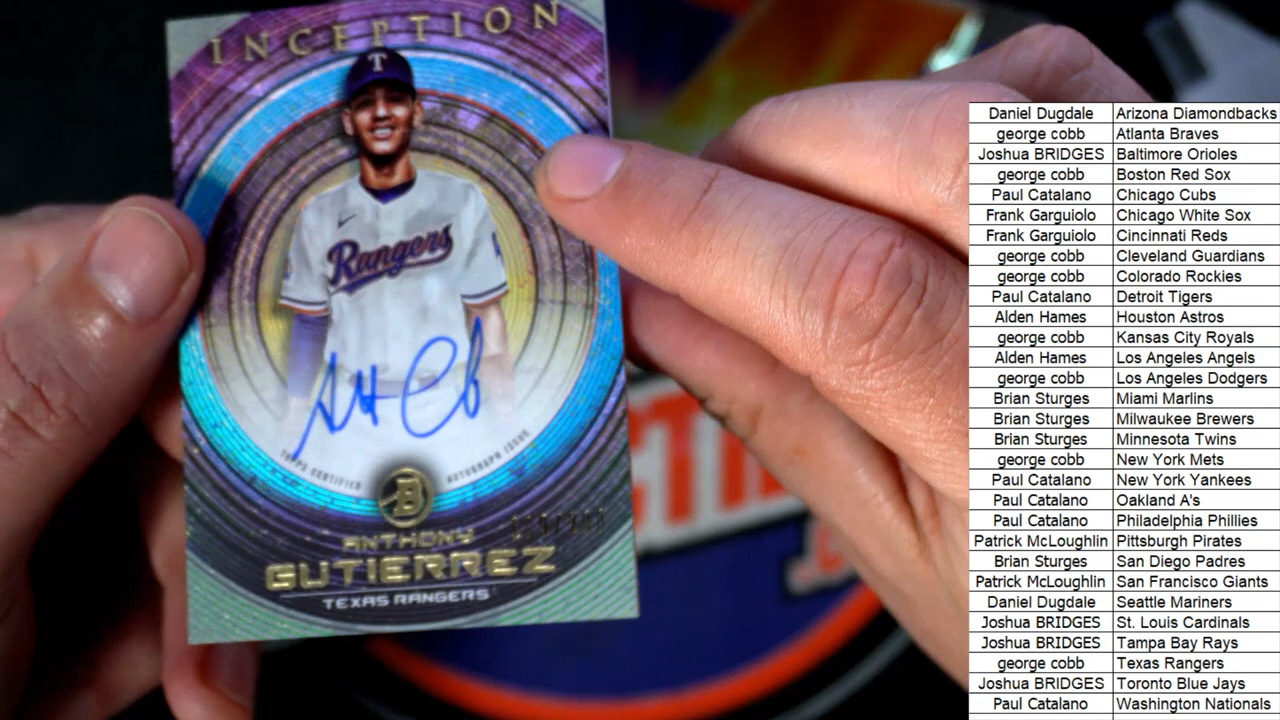 INCEPTION
T
Rangers
TOPPS CERTIFIED AUTOGRAPH ISSUE
B
ANTHONY
GUTIERREZ
TEXAS RANGERS
Daniel Dugdale Arizona Diamondbacks
george cobb Atlanta Braves
Joshua BRIDGES Baltimore Orioles
george cobb Boston Red Sox
Paul Catalano Chicago Cubs
Frank Garguiolo Chicago White Sox
Frank Garguiolo Cincinnati Reds
george cobb Cleveland Guardians
george cobb Colorado Rockies
Paul Catalano Detroit Tigers
Alden Hames Houston Astros
george cobb Kansas City Royals
Alden Hames Los Angeles Angels
george cobb Los Angeles Dodgers
Brian Sturges Miami Marlins
Brian Sturges Milwaukee Brewers
Brian Sturges Minnesota Twins
george cobb New York Mets
Paul Catalano New York Yankees
Paul Catalano Oakland A's
Paul Catalano Philadelphia Phillies
Patrick McLoughlin Pittsburgh Pirates
Brian Sturges San Diego Padres
Patrick McLoughlin San Francisco Giants
Daniel Dugdale Seattle Mariners
Joshua BRIDGES St. Louis Cardinals
Joshua BRIDGES Tampa Bay Rays
george cobb Texas Rangers
Joshua BRIDGES Toronto Blue Jays
Paul Catalano Washington Nationals